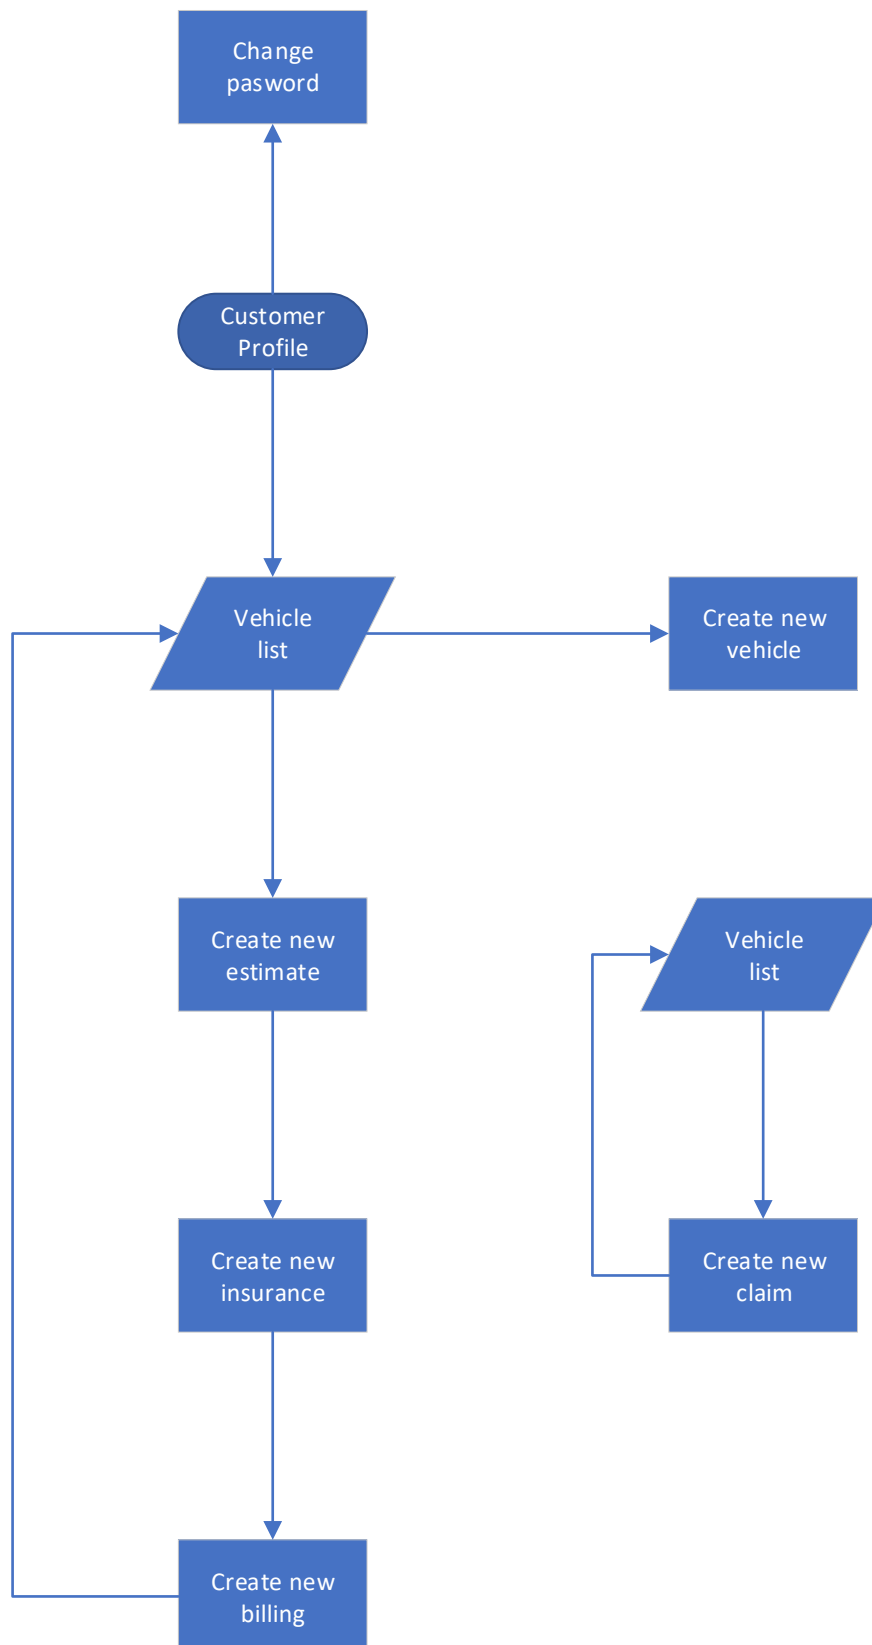 Change
pasword
Customer
Profile
Vehicle
list
Create new
vehicle
Create new
estimate
Vehicle
list
Create new
insurance
Create new
claim
Create new
billing